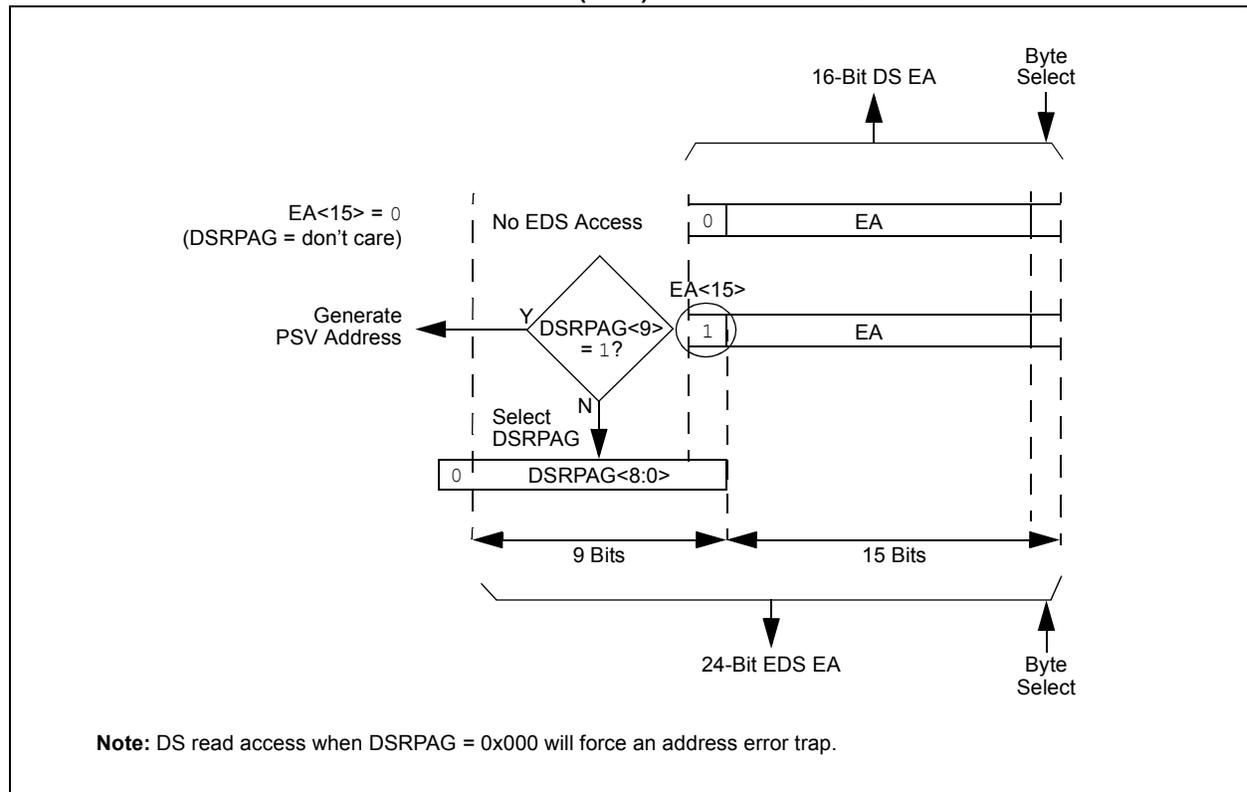 16-Bit DS EA
Byte
Select
EA<15> = 0
(DSRPAG = don't care)
No EDS Access
0
EA
EA<15>
Generate
PSV Address
Y
DSRPAG<9>
= 1?
1
EA
N
Select
DSRPAG
0
DSRPAG<8:0>
9 Bits
15 Bits
24-Bit EDS EA
Byte
Select
Note: DS read access when DSRPAG = 0x000 will force an address error trap.